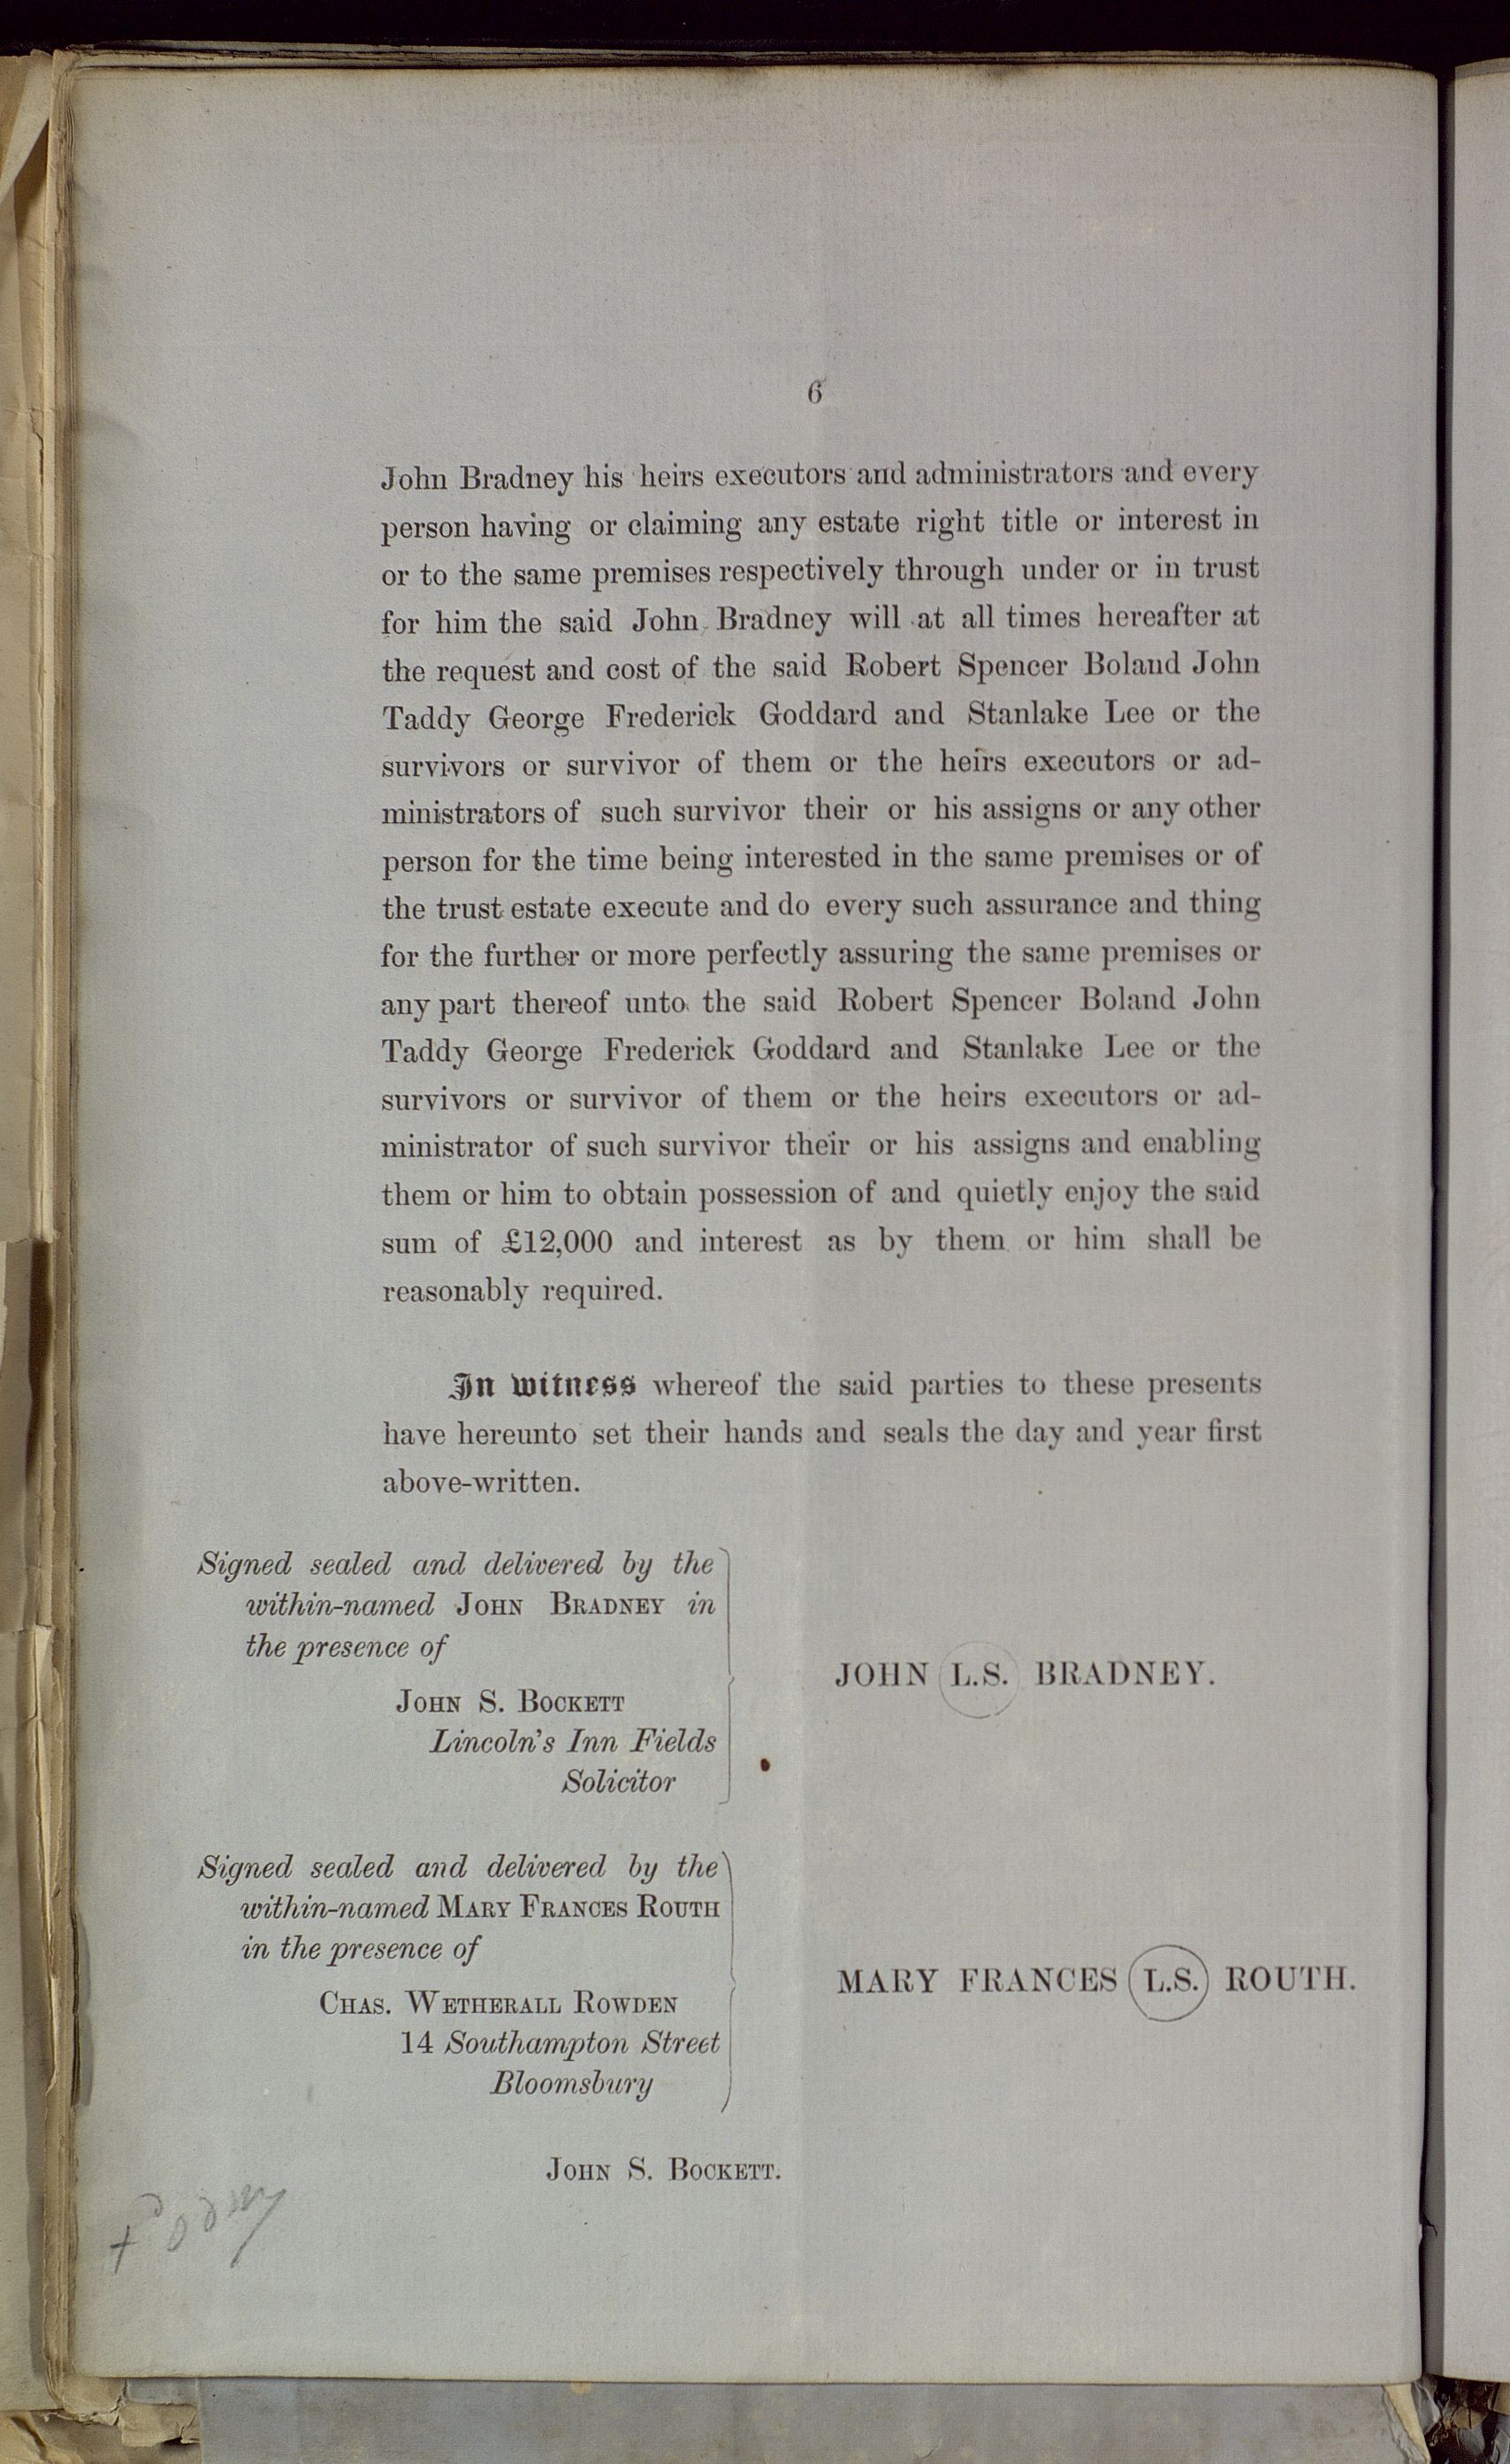 6
John Bradney his heirs executors and administrators and every
person having or claiming any estate right title or interest in
or to the same premises respectively through under or in trust
for him the said John Bradney will at all times hereafter at
the request and cost of the said Robert Spencer Boland John
Taddy George Frederick Goddard and Stanlake Lee or the
survivors or survivor of them or the heirs executors or ad-
ministrators of such survivor their or his assigns or any other
person for the time being interested in the same premises or of
the trust estate execute and do every such assurance and thing
for the further or more perfectly assuring the same premises or
any part thereof unto the said Robert Spencer Boland John
Taddy George Frederick Goddard and Stanlake Lee or the
survivors or survivor of them or the heirs executors or ad-
ministrator of such survivor their or his assigns and enabling
them or him to obtain possession of and quietly enjoy the said
sum of £12,000 and interest as by them or him shall be
reasonably required.
In witness whereof the said parties to these presents
have hereunto set their hands and seals the day and year first
above-written.
Signed sealed and delivered by the
within-named JOHN BRADNEY in
the presence of
JOHN S. BOCKETT
Lincoln's Inn Fields
Solicitor
JOHN L.S. BRADNEY.
Signed sealed and delivered by the
within-named MARY FRANCES ROUTH
in the presence of
CHAS. WETHERALL ROWDEN
14 Southampton Street
Bloomsbury
MARY FRANCES L.S. ROUTH.
JOHN S. BOCKETT.